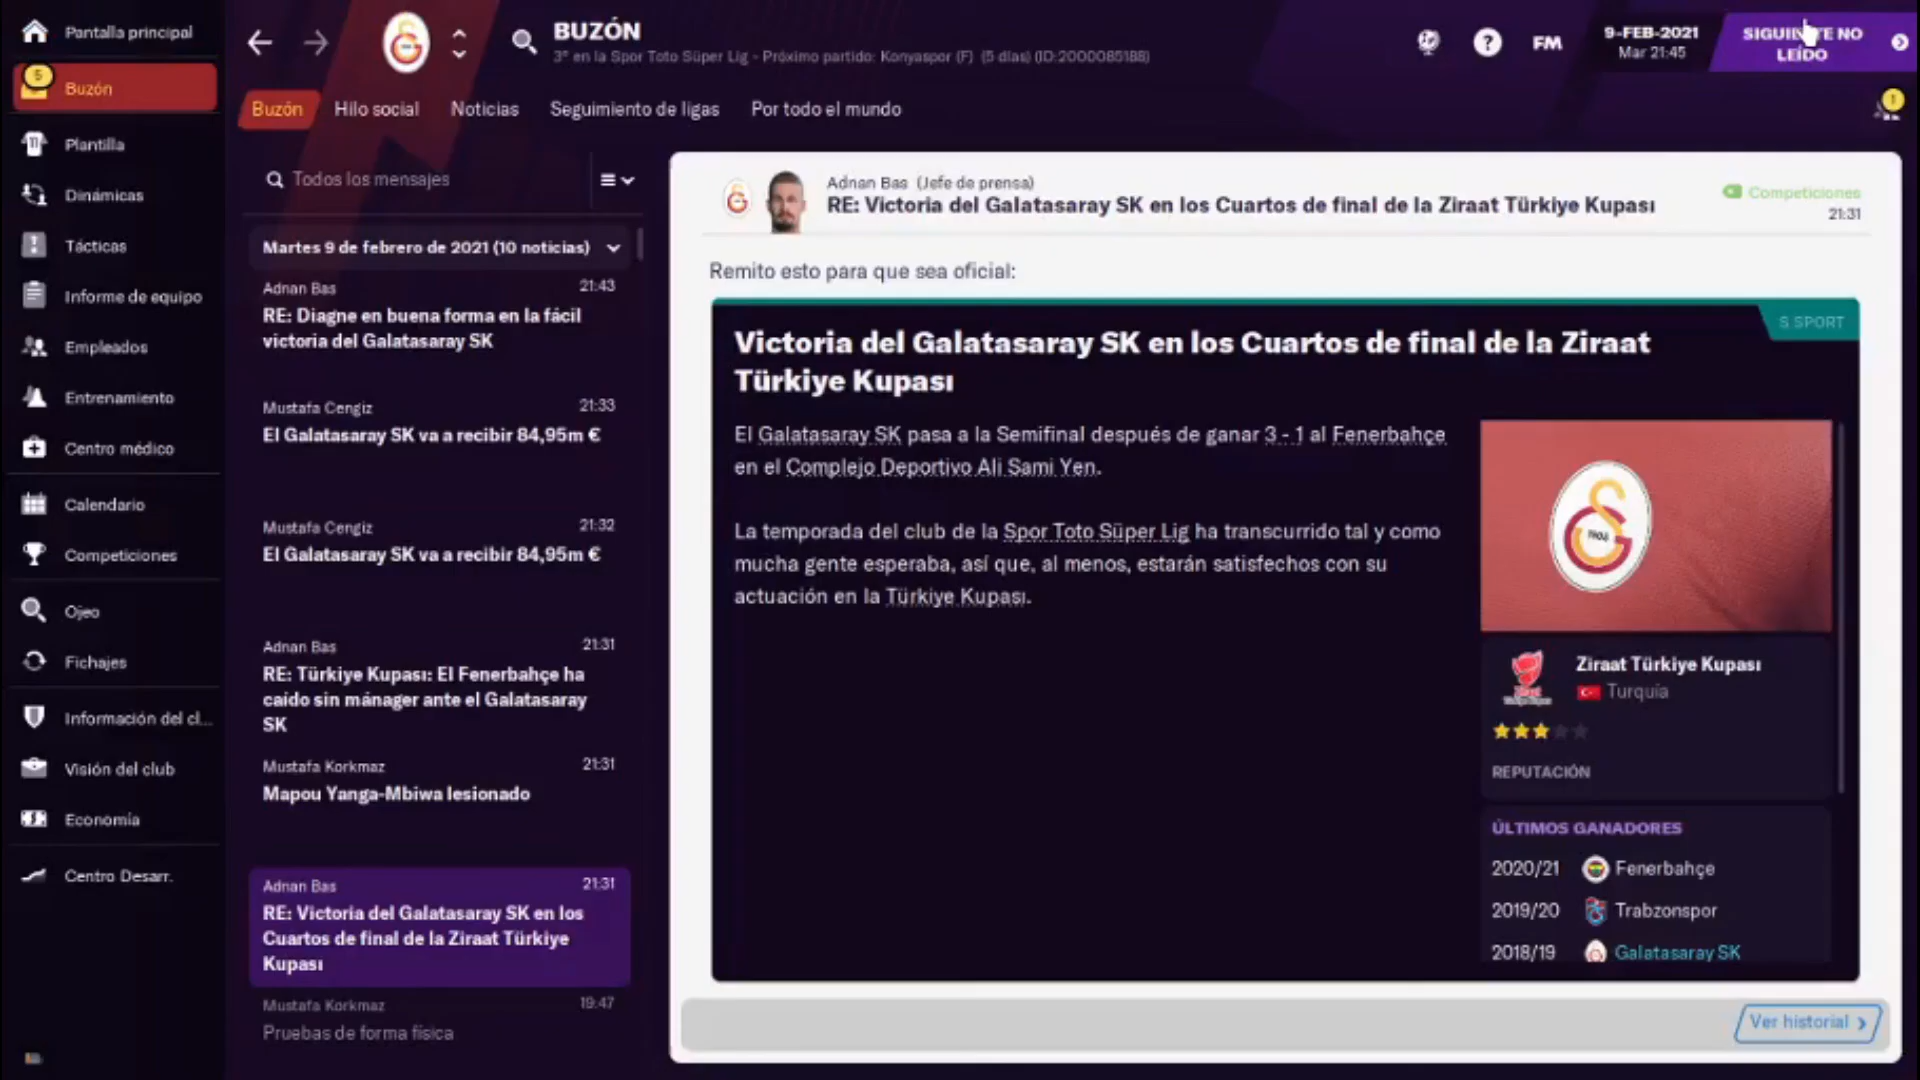 Pantalla principal
5
Buzón
Plantilla
Dinámicas
Tácticas
Informe de equipo
Empleados
Entrenamiento
Centro médico
Calendario
Competiciones
Ojeo
Fichajes
Información del cl...
Visión del club
Economía
Centro Desarr.
BUZÓN
3º en la Spor Toto Süper Lig - Próximo partido: Konyaspor (F) (5 días) (ID:2000085188)
?
FM
9-FEB-2021
Mar 21:45
SIGUIENTE NO
LEÍDO
1
Buzón
Hilo social
Noticias
Seguimiento de ligas
Por todo el mundo
Todos los mensajes
Martes 9 de febrero de 2021 (10 noticias)
Adnan Bas 21:43
RE: Diagne en buena forma en la fácil
victoria del Galatasaray SK
Mustafa Cengiz 21:33
El Galatasaray SK va a recibir 84,95m €
Mustafa Cengiz 21:32
El Galatasaray SK va a recibir 84,95m €
Adnan Bas 21:31
RE: Türkiye Kupası: El Fenerbahçe ha
caído sin mánager ante el Galatasaray
SK
Mustafa Korkmaz 21:31
Mapou Yanga-Mbiwa lesionado
Adnan Bas 21:31
RE: Victoria del Galatasaray SK en los
Cuartos de final de la Ziraat Türkiye
Kupası
Mustafa Korkmaz 19:47
Pruebas de forma física
Adnan Bas (Jefe de prensa)
RE: Victoria del Galatasaray SK en los Cuartos de final de la Ziraat Türkiye Kupası
Competiciones
21:31
Remito esto para que sea oficial:
S SPORT
Victoria del Galatasaray SK en los Cuartos de final de la Ziraat
Türkiye Kupası
El Galatasaray SK pasa a la Semifinal después de ganar 3 - 1 al Fenerbahçe
en el Complejo Deportivo Ali Sami Yen.
La temporada del club de la Spor Toto Süper Lig ha transcurrido tal y como
mucha gente esperaba, así que, al menos, estarán satisfechos con su
actuación en la Türkiye Kupası.
Ziraat Türkiye Kupası
Turquía
REPUTACIÓN
ÚLTIMOS GANADORES
2020/21 Fenerbahçe
2019/20 Trabzonspor
2018/19 Galatasaray SK
Ver historial